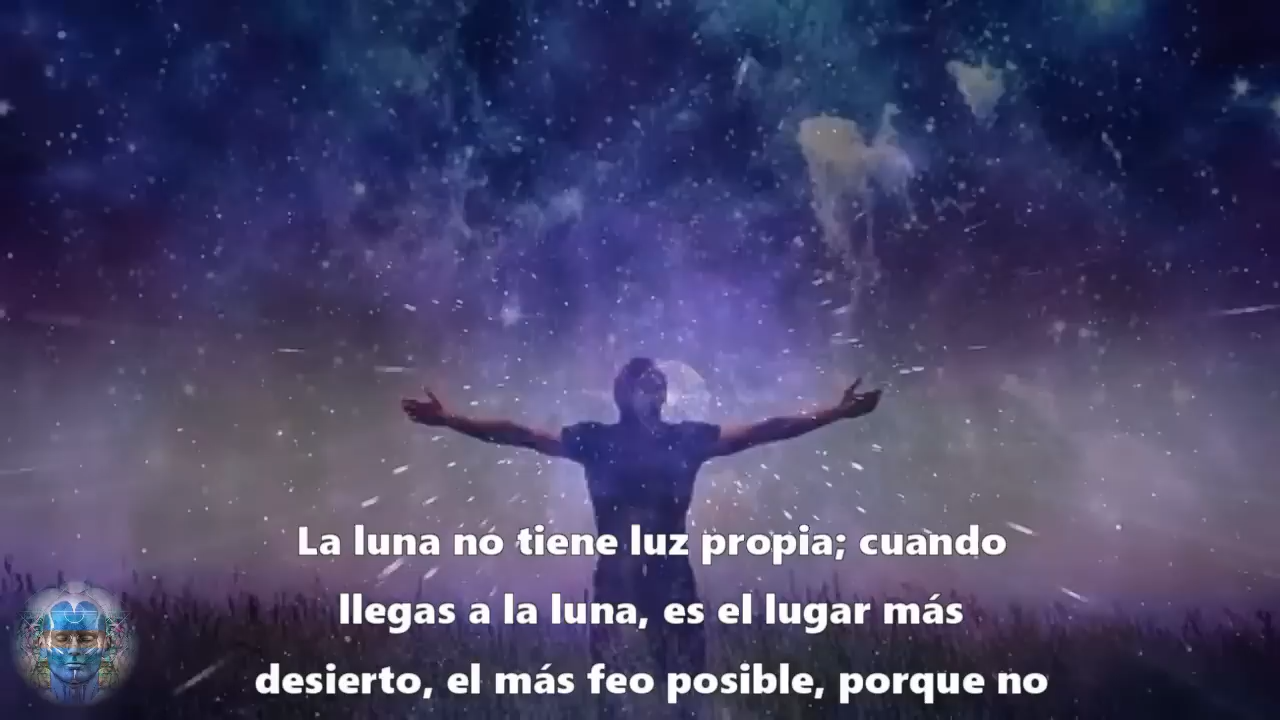 La luna no tiene luz propia; cuando
llegas a la luna, es el lugar más
desierto, el más feo posible, porque no